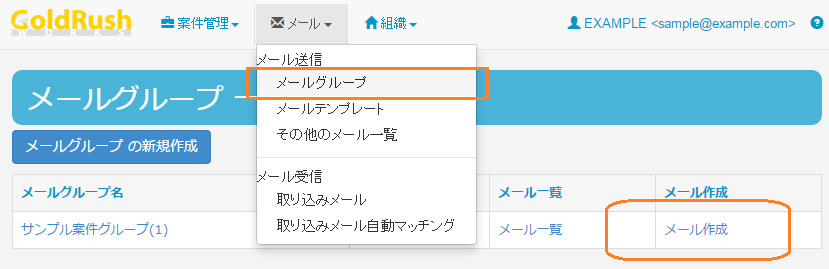 GoldRush
WORKS
案件管理
メール
組織
EXAMPLE <sample@example.com>
メール送信
メールグループ
メールテンプレート
その他のメール一覧
メール受信
取り込みメール
取り込みメール自動マッチング
メールグループ
メールグループ の新規作成
メールグループ名 メール一覧 メール作成
サンプル案件グループ(1) メール一覧 メール作成